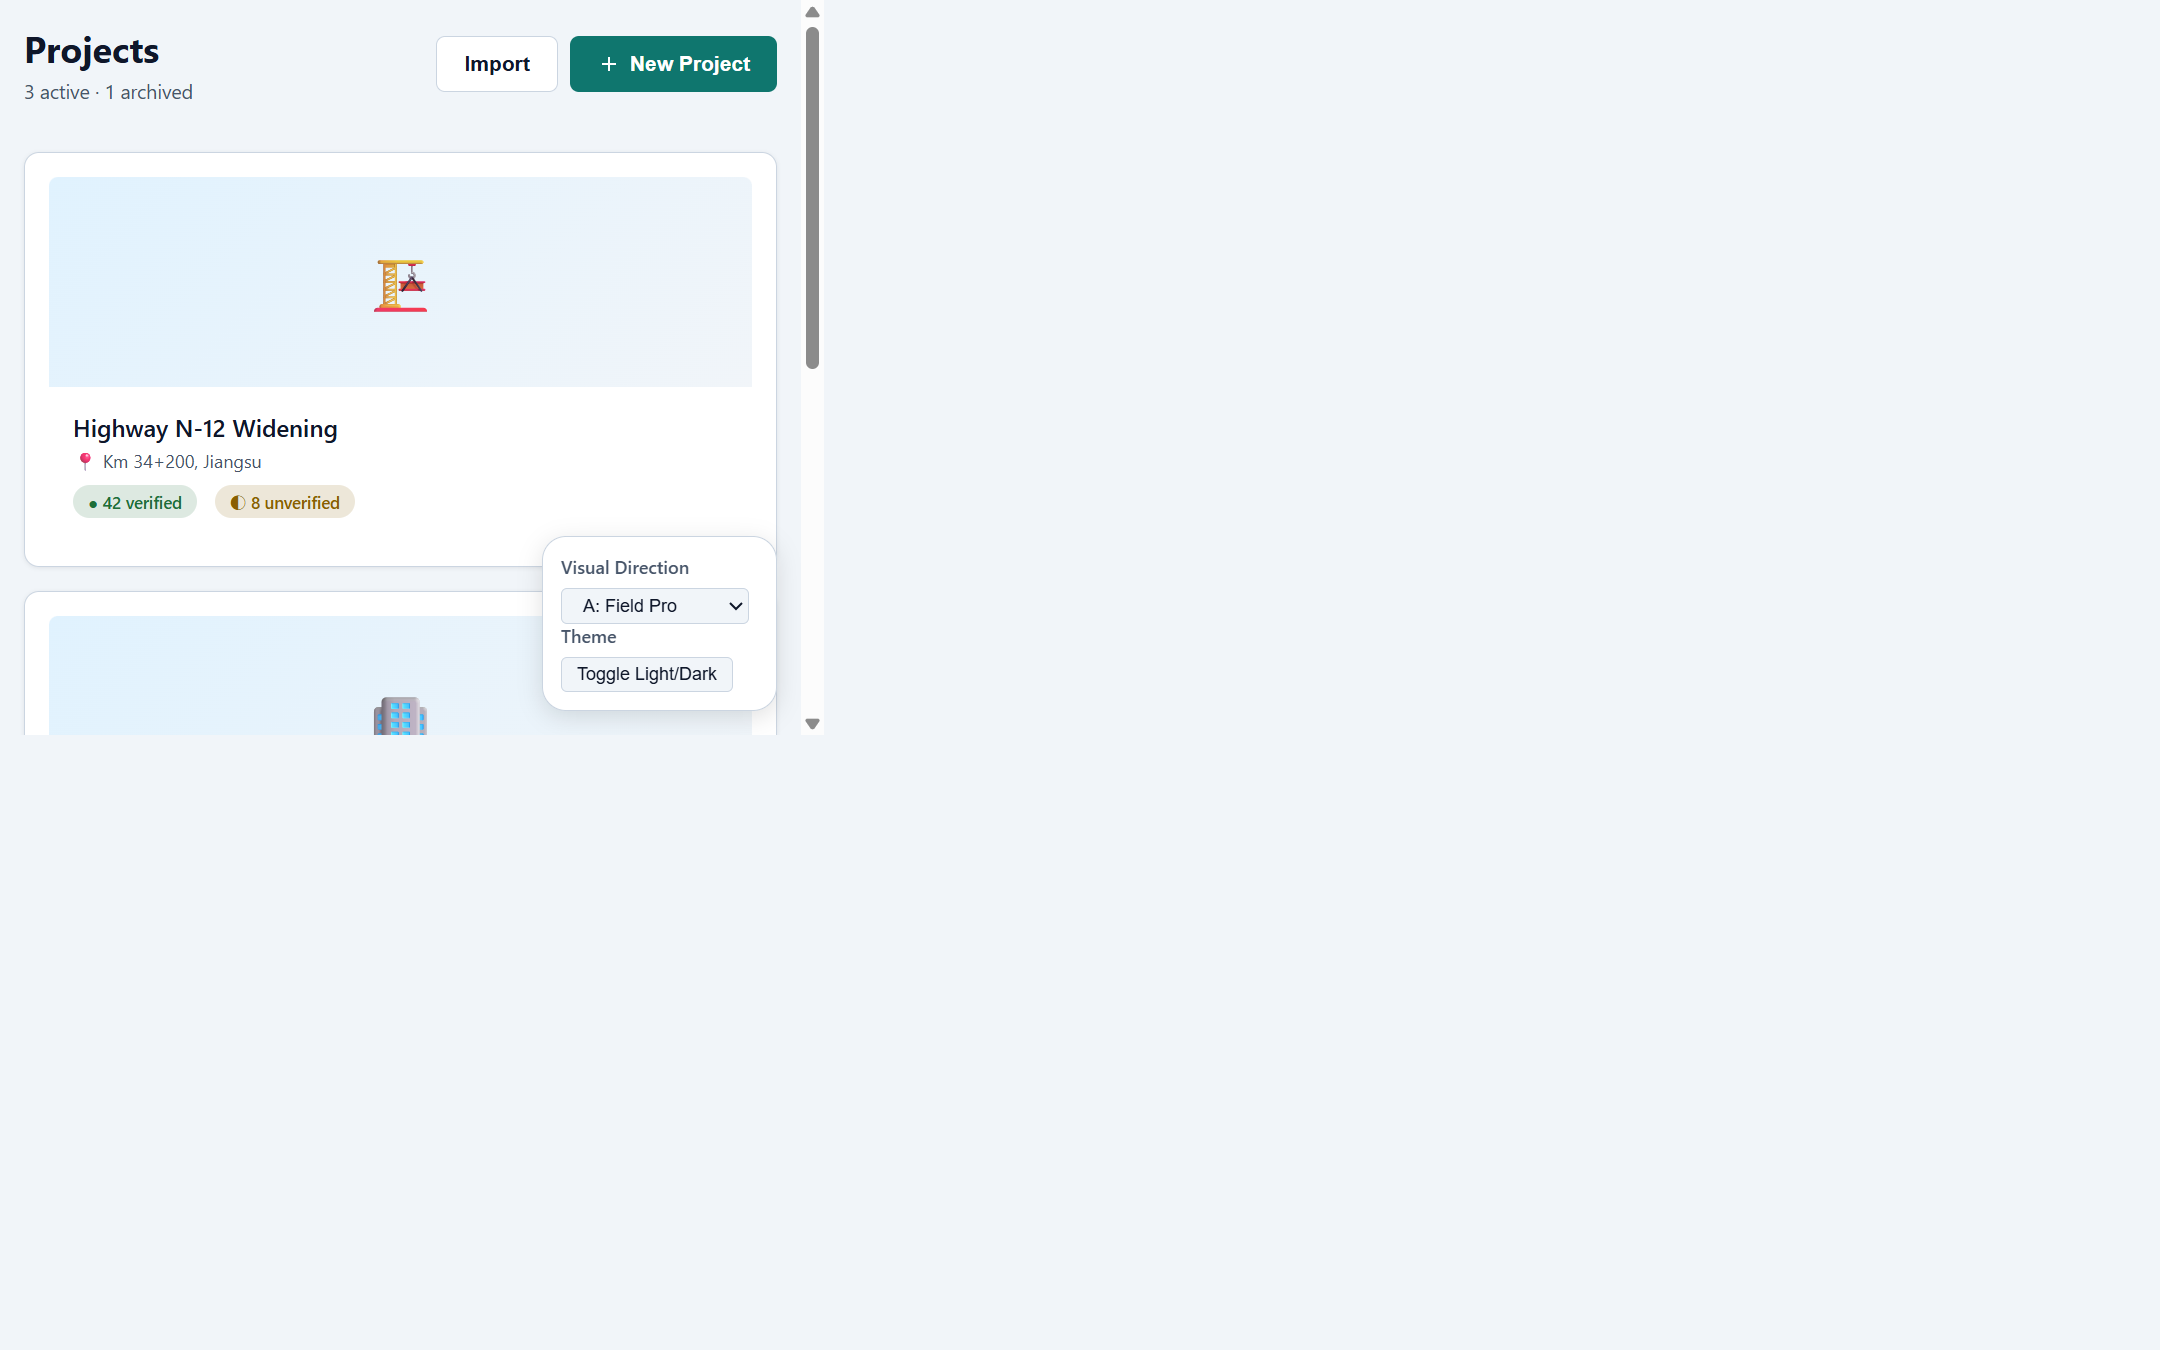 Projects
3 active · 1 archived
Import
+ New Project
Highway N-12 Widening
📍 Km 34+200, Jiangsu
● 42 verified
◐ 8 unverified
Visual Direction
A: Field Pro
Theme
Toggle Light/Dark